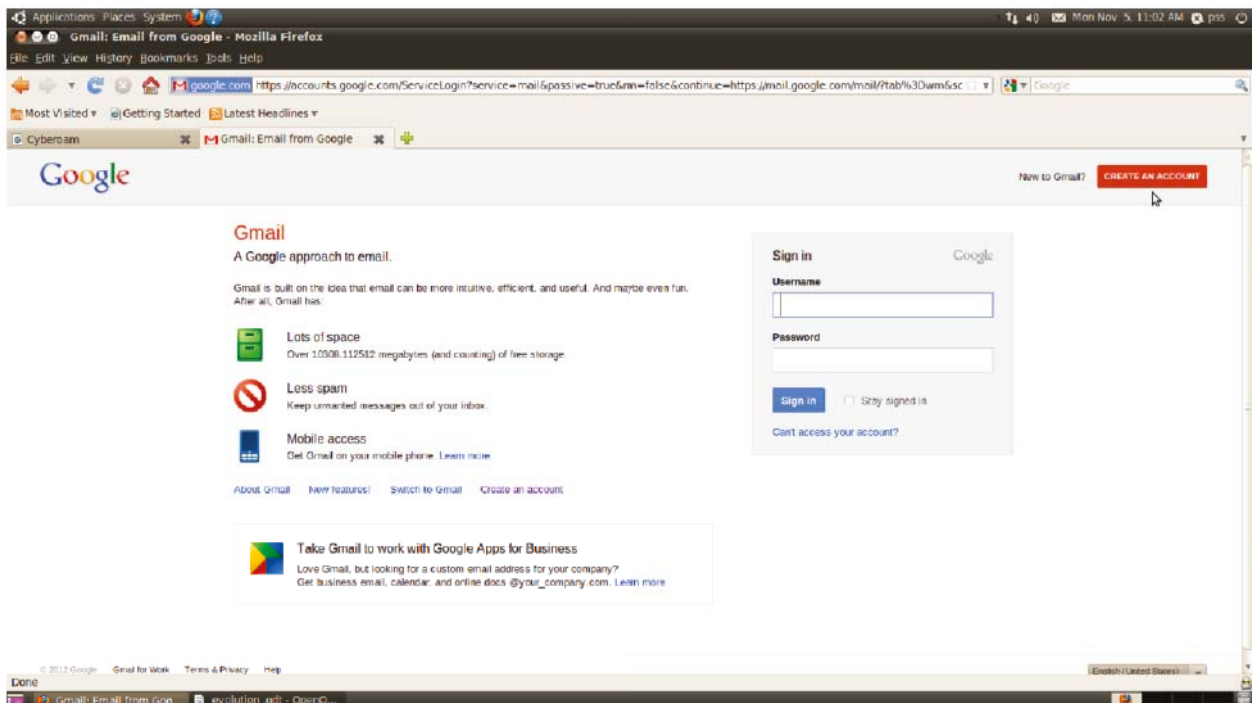 Applications Places System Mon Nov 5, 11:02 AM pss
Gmail: Email from Google - Mozilla Firefox
File Edit View History Bookmarks Tools Help
google.com https://accounts.google.com/ServiceLogin?service=mail&passive=true&rm=false&continue=https://mail.google.com/mail/?tab%3Dwm&sc Google
Most Visited Getting Started Latest Headlines
Cyberoam Gmail: Email from Google
Google New to Gmail? CREATE AN ACCOUNT
Gmail
A Google approach to email.
Gmail is built on the idea that email can be more intuitive, efficient, and useful. And maybe even fun.
After all, Gmail has:
Lots of space
Over 10308.112512 megabytes (and counting) of free storage
Less spam
Keep unwanted messages out of your inbox.
Mobile access
Get Gmail on your mobile phone. Learn more
About Gmail New features! Switch to Gmail Create an account
Take Gmail to work with Google Apps for Business
Love Gmail, but looking for a custom email address for your company?
Get business email, calendar, and online docs @your_company.com. Learn more
Sign in Google
Username
Password
Sign in Stay signed in
Can't access your account?
© 2012 Google Gmail for Work Terms & Privacy Help English (United States)
Done
Gmail: Email from Goo... evolution .odt - OpenO...